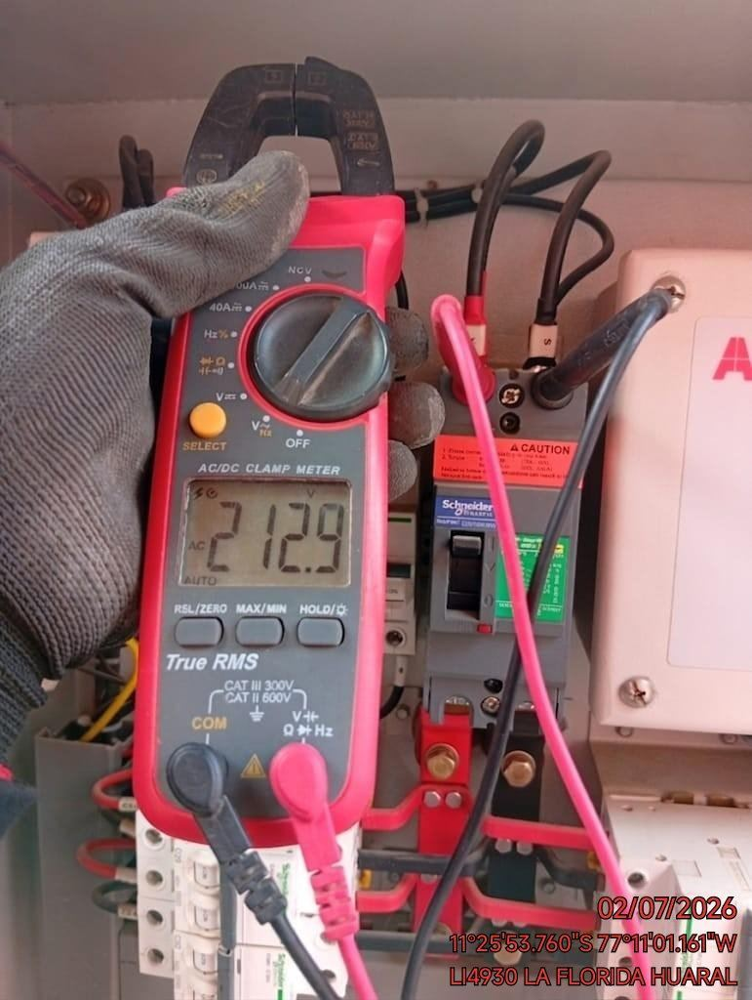 NCV
40A
Hz%
V
V~
Hz
OFF
SELECT
AC/DC CLAMP METER
V
212.9
AC
AUTO
REL/ZERO MAX/MIN HOLD/
True RMS
CAT III 300V
CAT II 600V
COM
V
Ω Hz
S
CAUTION
Schneider
A
02/07/2026
11°25'53.760"S 77°11'01.161"W
LI4930 LA FLORIDA HUARAL